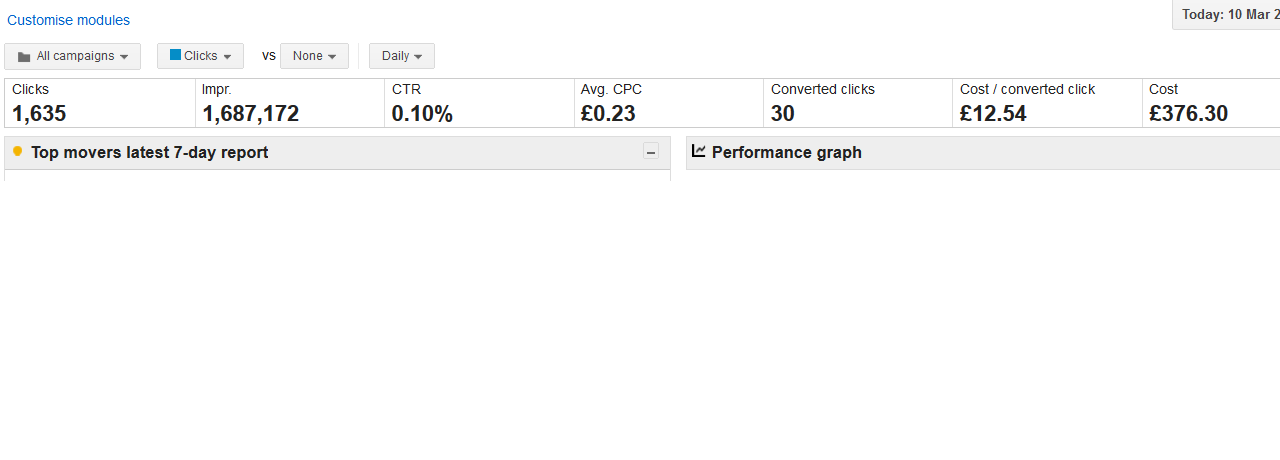 Customise modules
Today: 10 Mar 2
All campaigns Clicks vs None Daily
Clicks Impr. CTR Avg. CPC Converted clicks Cost / converted click Cost
1,635 1,687,172 0.10% £0.23 30 £12.54 £376.30
Top movers latest 7-day report Performance graph